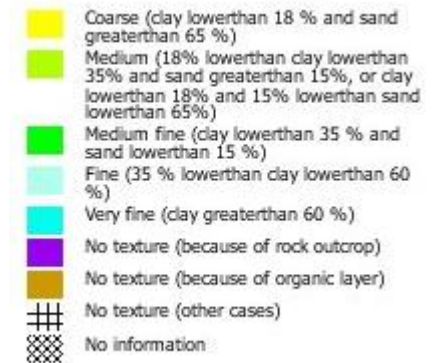 Coarse (clay lowerthan 18 % and sand
greaterthan 65 %)
Medium (18% lowerthan clay lowerthan
35% and sand greaterthan 15%, or clay
lowerthan 18% and 15% lowerthan sand
lowerthan 65%)
Medium fine (clay lowerthan 35 % and
sand lowerthan 15 %)
Fine (35 % lowerthan clay lowerthan 60
%)
Very fine (clay greaterthan 60 %)
No texture (because of rock outcrop)
No texture (because of organic layer)
No texture (other cases)
No information